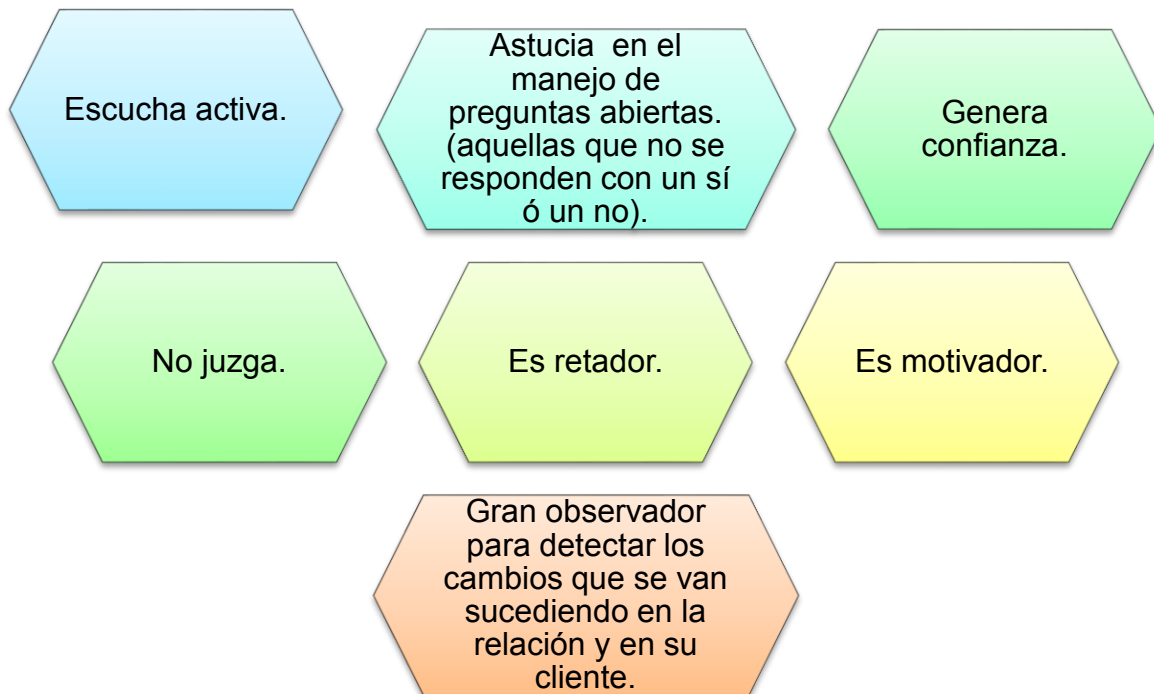 Escucha activa.
Astucia  en el
manejo de
preguntas abiertas.
(aquellas que no se
responden con un sí
ó un no).
Genera
confianza.
No juzga.
Es retador.
Es motivador.
Gran observador
para detectar los
cambios que se van
sucediendo en la
relación y en su
cliente.